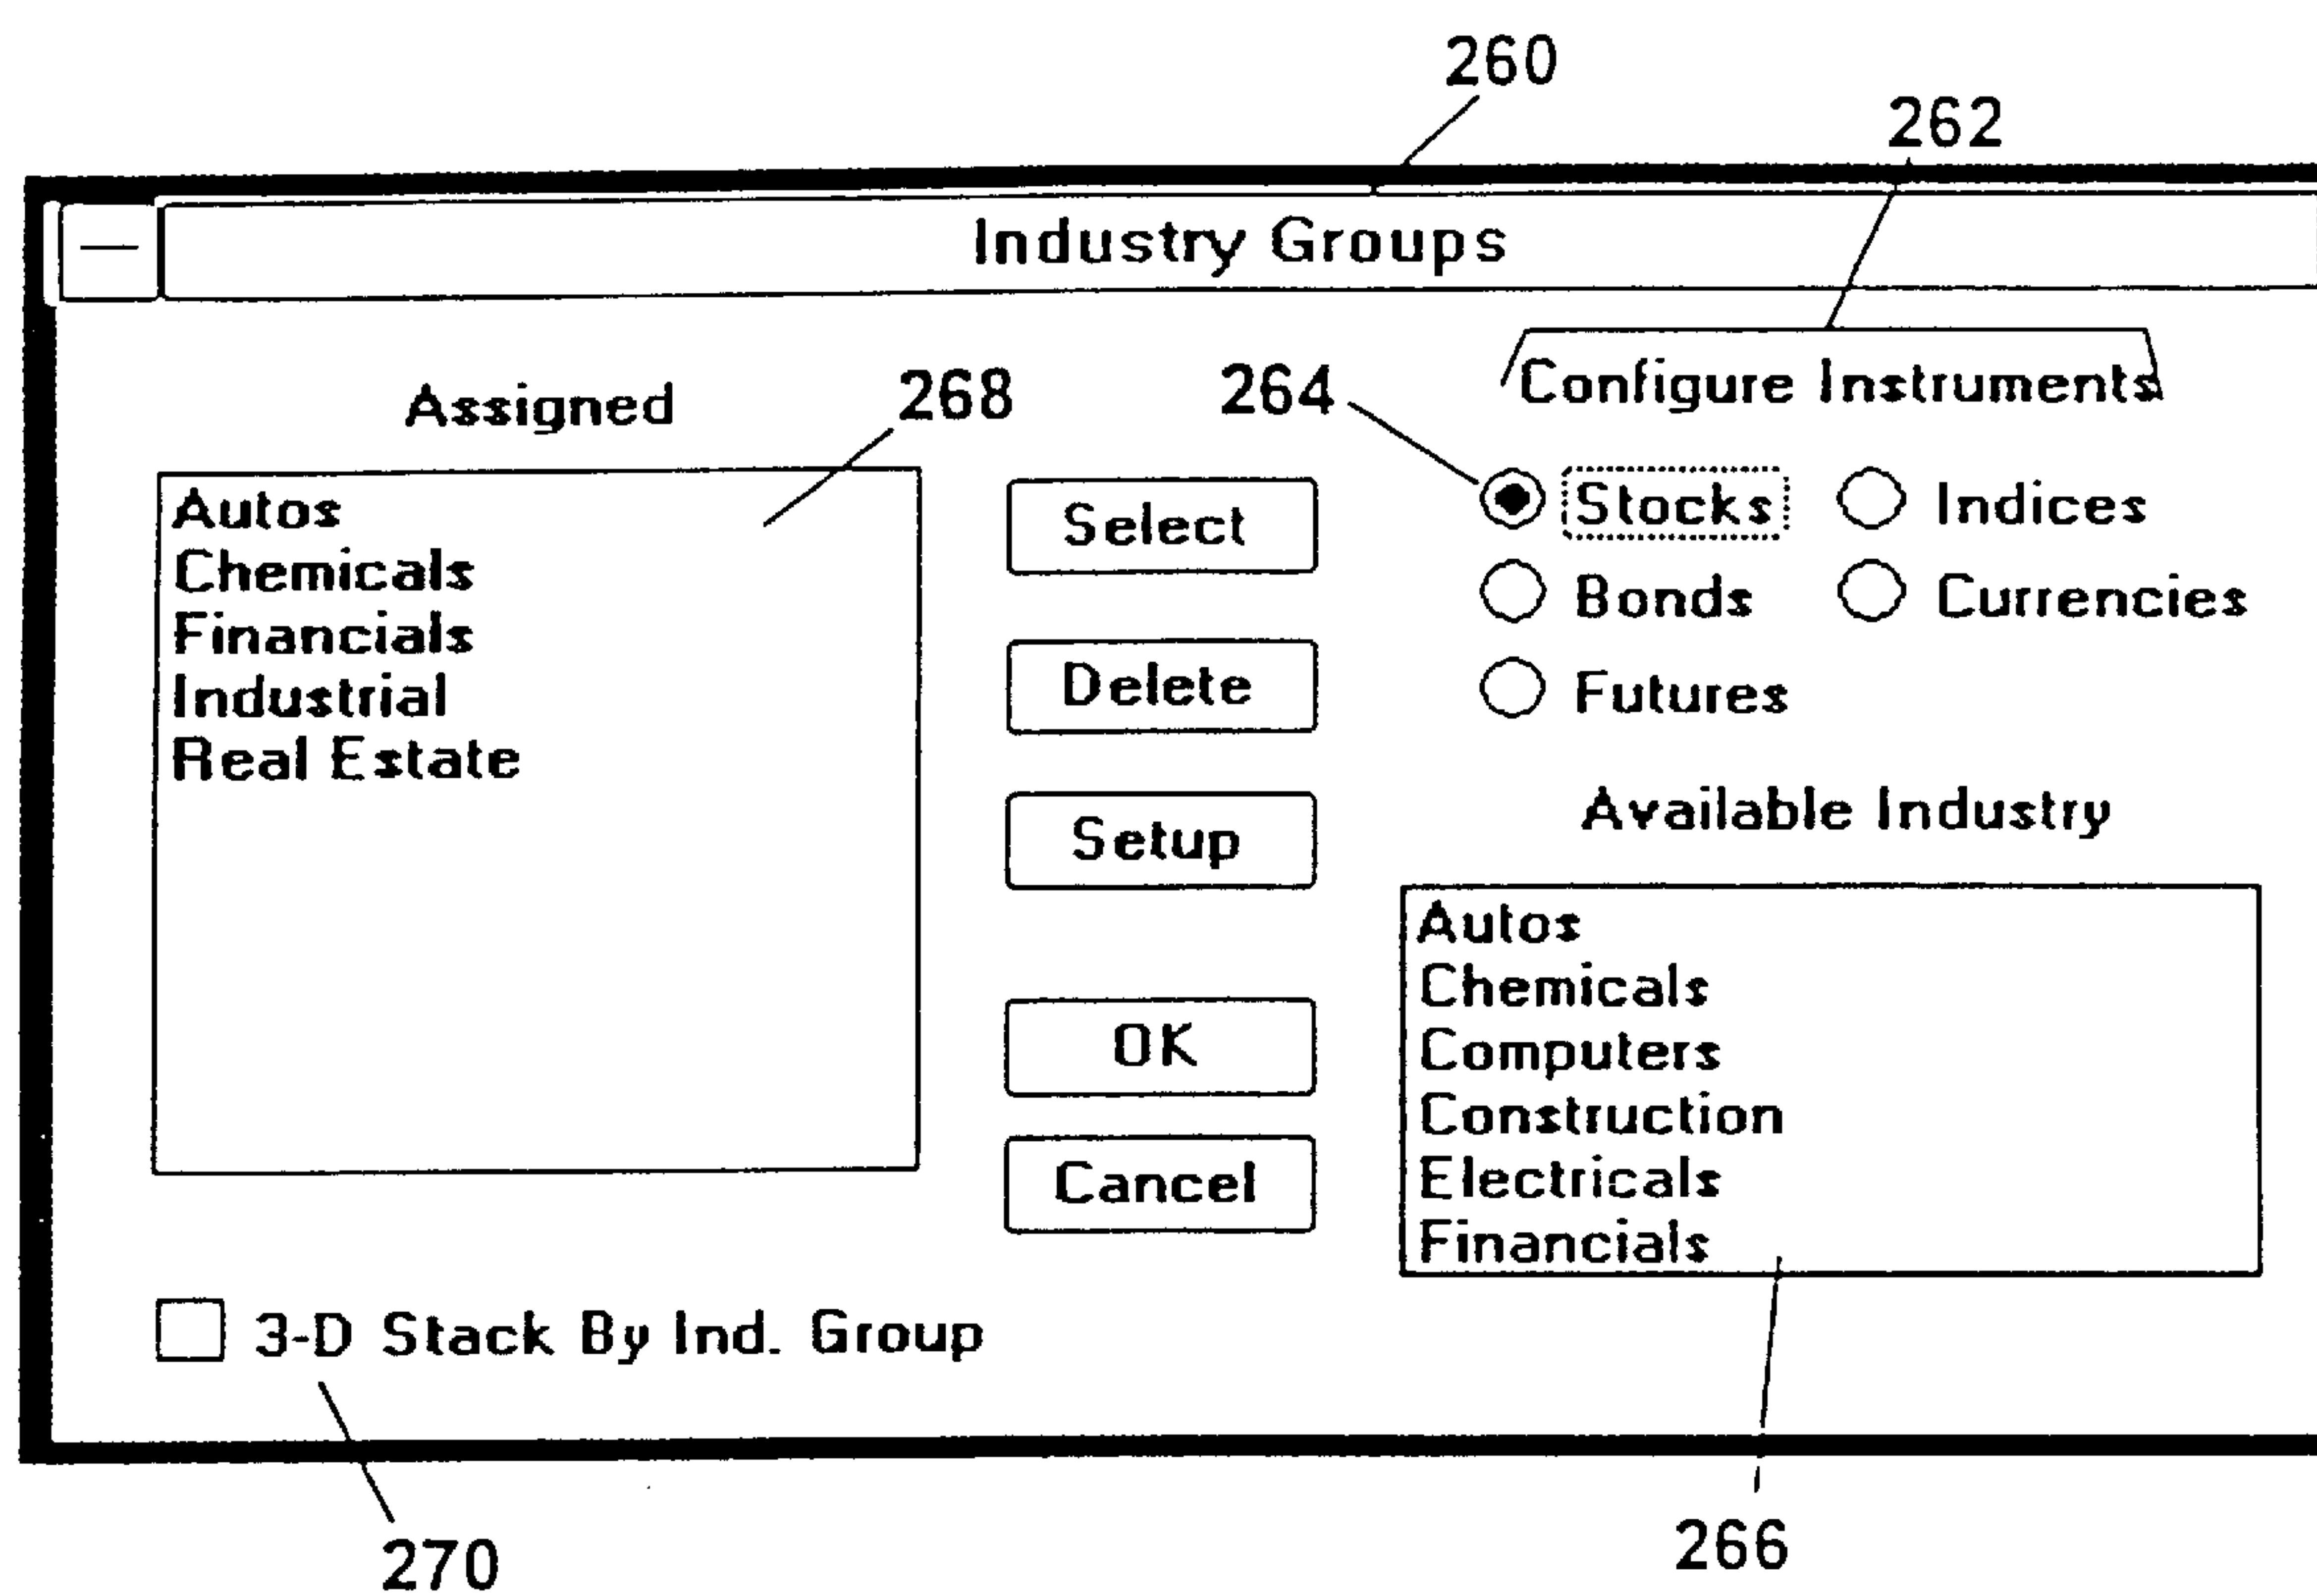 260
262
Industry Groups
Configure Instruments
264
268
Assigned
Autos
Chemicals
Financials
Industrial
Real Estate
Select
Delete
Setup
OK
Cancel
Stocks
Indices
Bonds
Currencies
Futures
Available Industry
Autos
Chemicals
Computers
Construction
Electricals
Financials
3-D Stack By Ind. Group
270
266